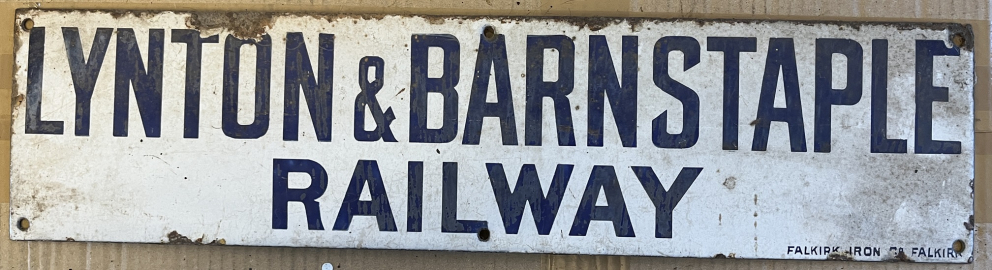 LYNTON & BARNSTAPLE
RAILWAY
FALKIRK IRON Co FALKIRK